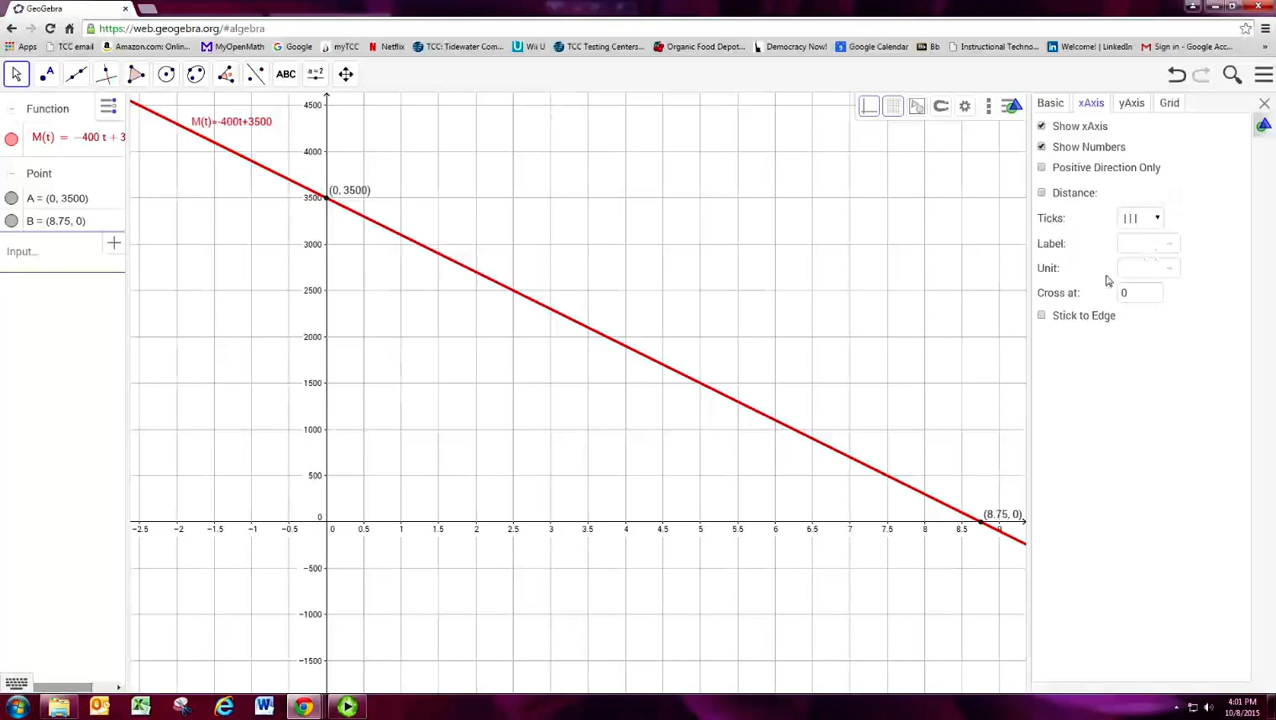 GeoGebra
https://web.geogebra.org/#algebra
Apps TCC email Amazon.com: Onlin... MyOpenMath Google myTCC Netflix TCC: Tidewater Com... Wii U TCC Testing Centers... Organic Food Depot... Democracy Now! Google Calendar Bb Instructional Techno... Welcome! | LinkedIn Sign in - Google Acc... »
ABC a=2
Function
M(t) = −400 t + 3
Point
A = (0, 3500)
B = (8.75, 0)
Input...
M(t)=-400t+3500
(0, 3500)
(8.75, 0)
4500
4000
3500
3000
2500
2000
1500
1000
500
0
−500
−1000
−1500
−2.5 −2 −1.5 −1 −0.5 0 0.5 1 1.5 2 2.5 3 3.5 4 4.5 5 5.5 6 6.5 7 7.5 8 8.5 9
Basic xAxis yAxis Grid
Show xAxis
Show Numbers
Positive Direction Only
Distance:
Ticks: | | |
Label:
Unit:
Cross at: 0
Stick to Edge
4:01 PM
10/8/2015